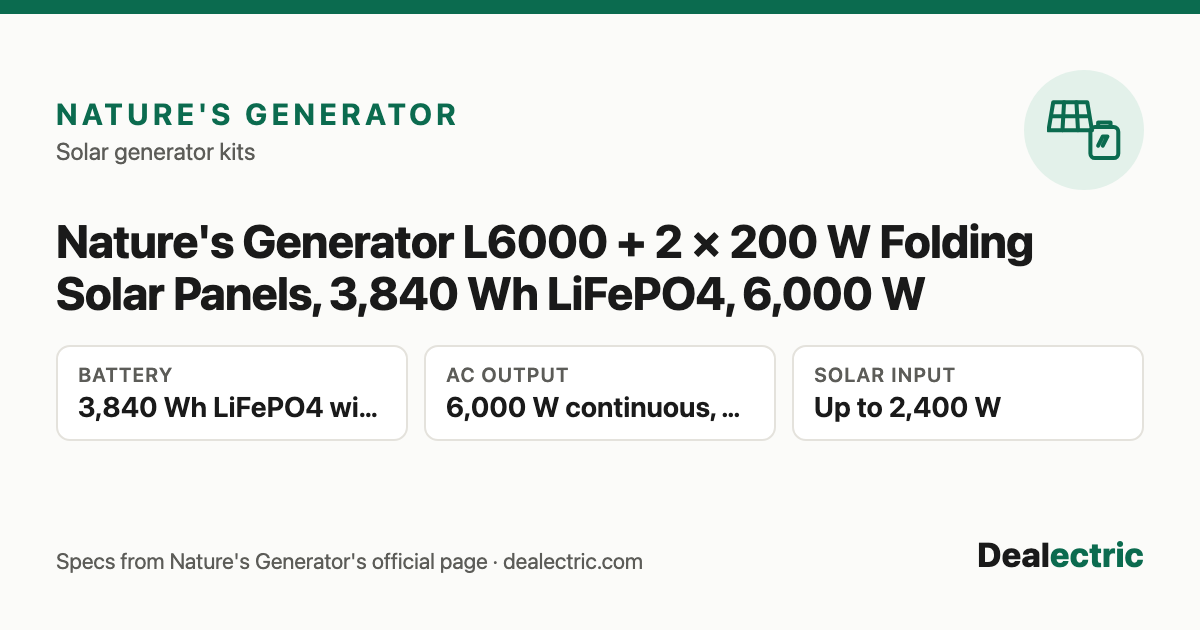 NATURE'S GENERATOR
Solar generator kits
Nature's Generator L6000 + 2 × 200 W Folding
Solar Panels, 3,840 Wh LiFePO4, 6,000 W
BATTERY
3,840 Wh LiFePO4 wi...
AC OUTPUT
6,000 W continuous, ...
SOLAR INPUT
Up to 2,400 W
Specs from Nature's Generator's official page · dealectric.com
Dealectric